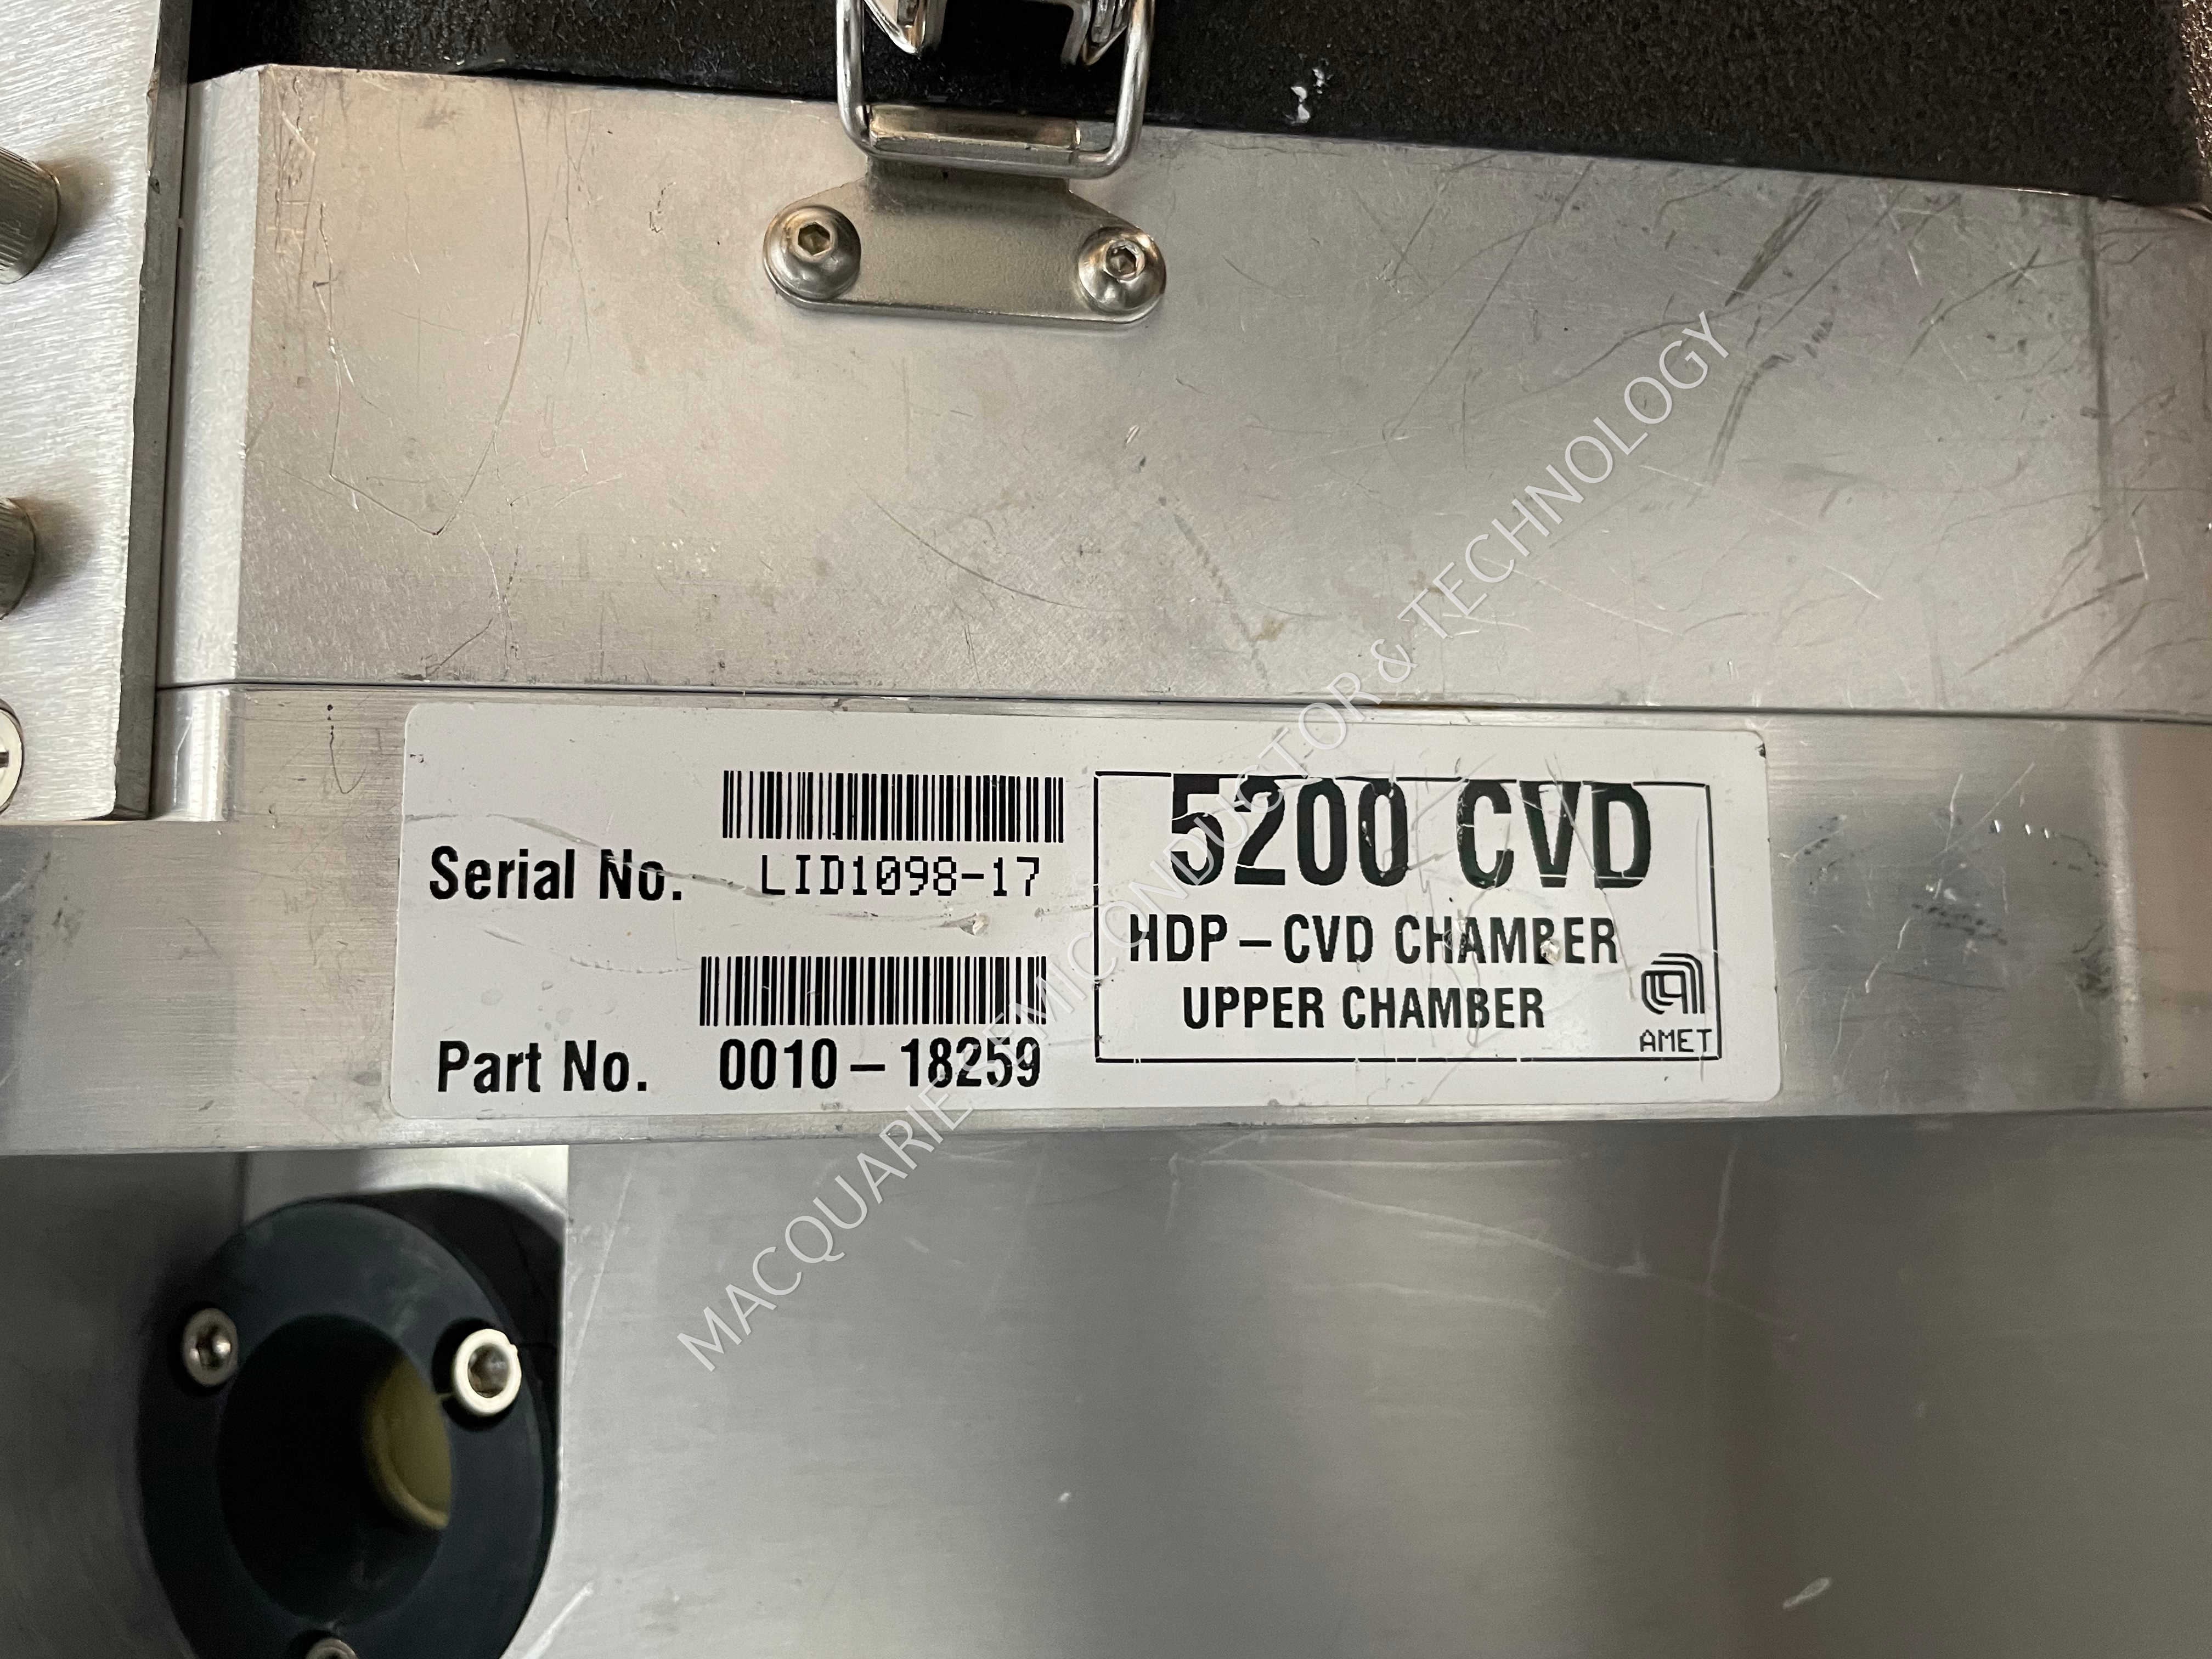 Serial No. LID1098-17
Part No. 0010-18259
5200 CVD
HDP-CVD CHAMBER
UPPER CHAMBER
AMET
MACQUARIE SEMICONDUCTOR & TECHNOLOGY